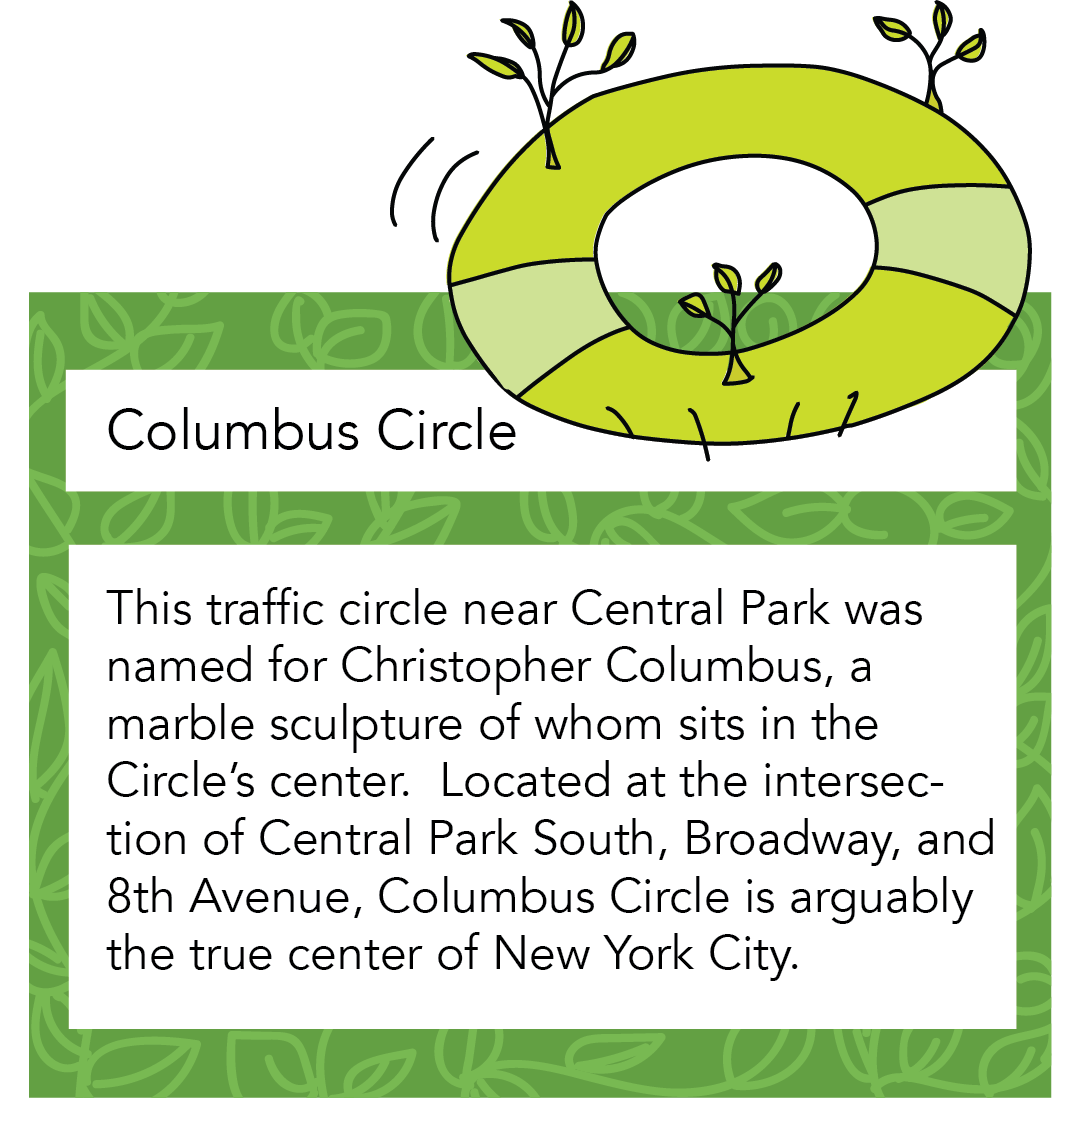 Columbus Circle
This traffic circle near Central Park was
named for Christopher Columbus, a
marble sculpture of whom sits in the
Circle’s center.  Located at the intersec-
tion of Central Park South, Broadway, and
8th Avenue, Columbus Circle is arguably
the true center of New York City.